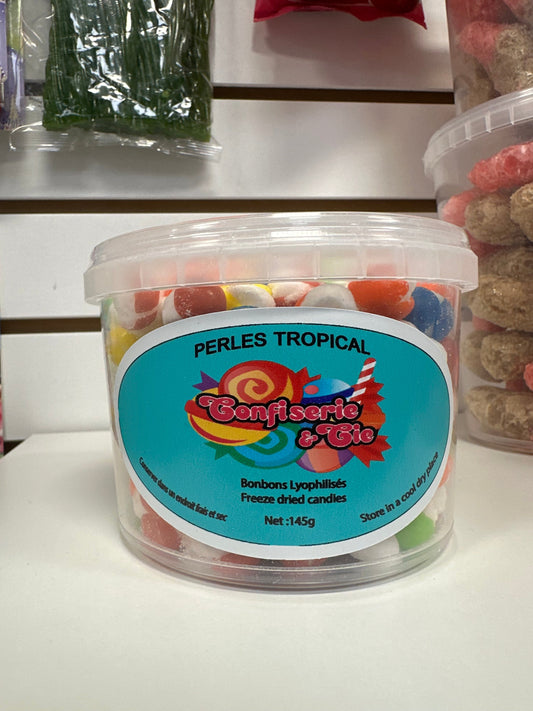 PERLES TROPICAL
Confiserie
& Cie
Bonbons Lyophilisés
Freeze dried candies
Conserver dans un endroit frais et sec
Net :145g
Store in a cool dry place